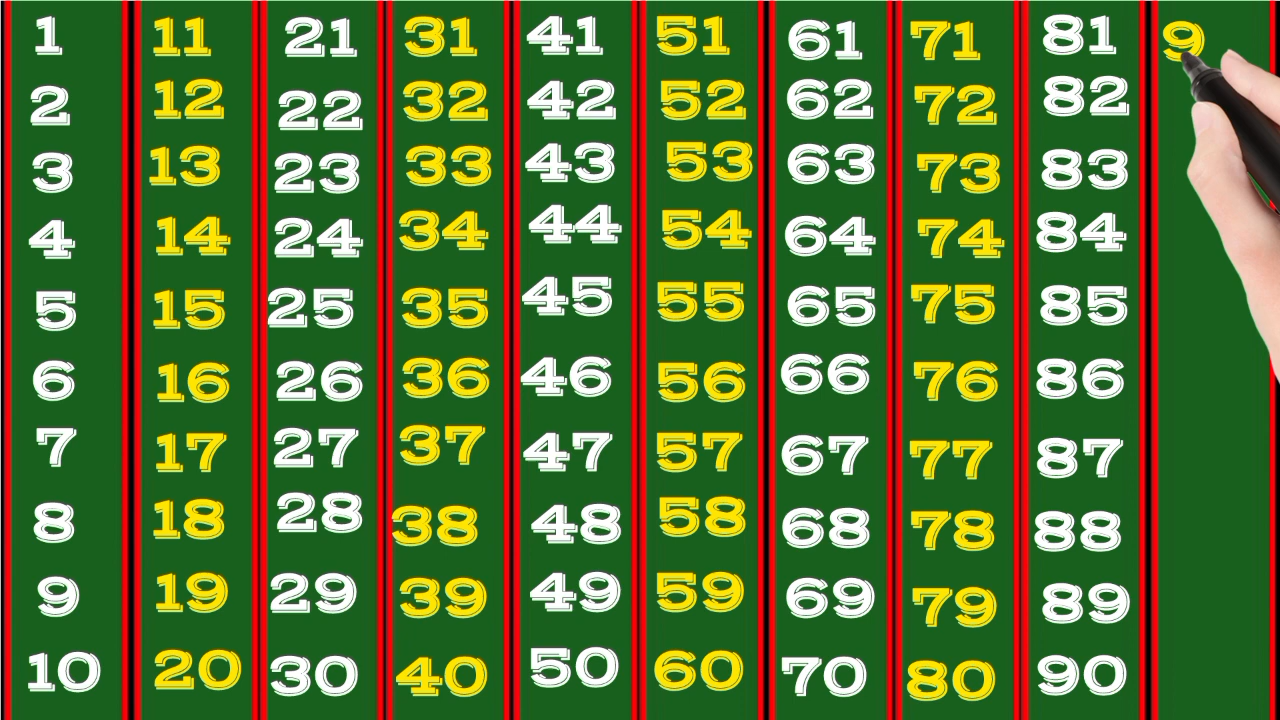 1 11 21 31 41 51 61 71 81 9
2 12 22 32 42 52 62 72 82
3 13 23 33 43 53 63 73 83
4 14 24 34 44 54 64 74 84
5 15 25 35 45 55 65 75 85
6 16 26 36 46 56 66 76 86
7 17 27 37 47 57 67 77 87
8 18 28 38 48 58 68 78 88
9 19 29 39 49 59 69 79 89
10 20 30 40 50 60 70 80 90